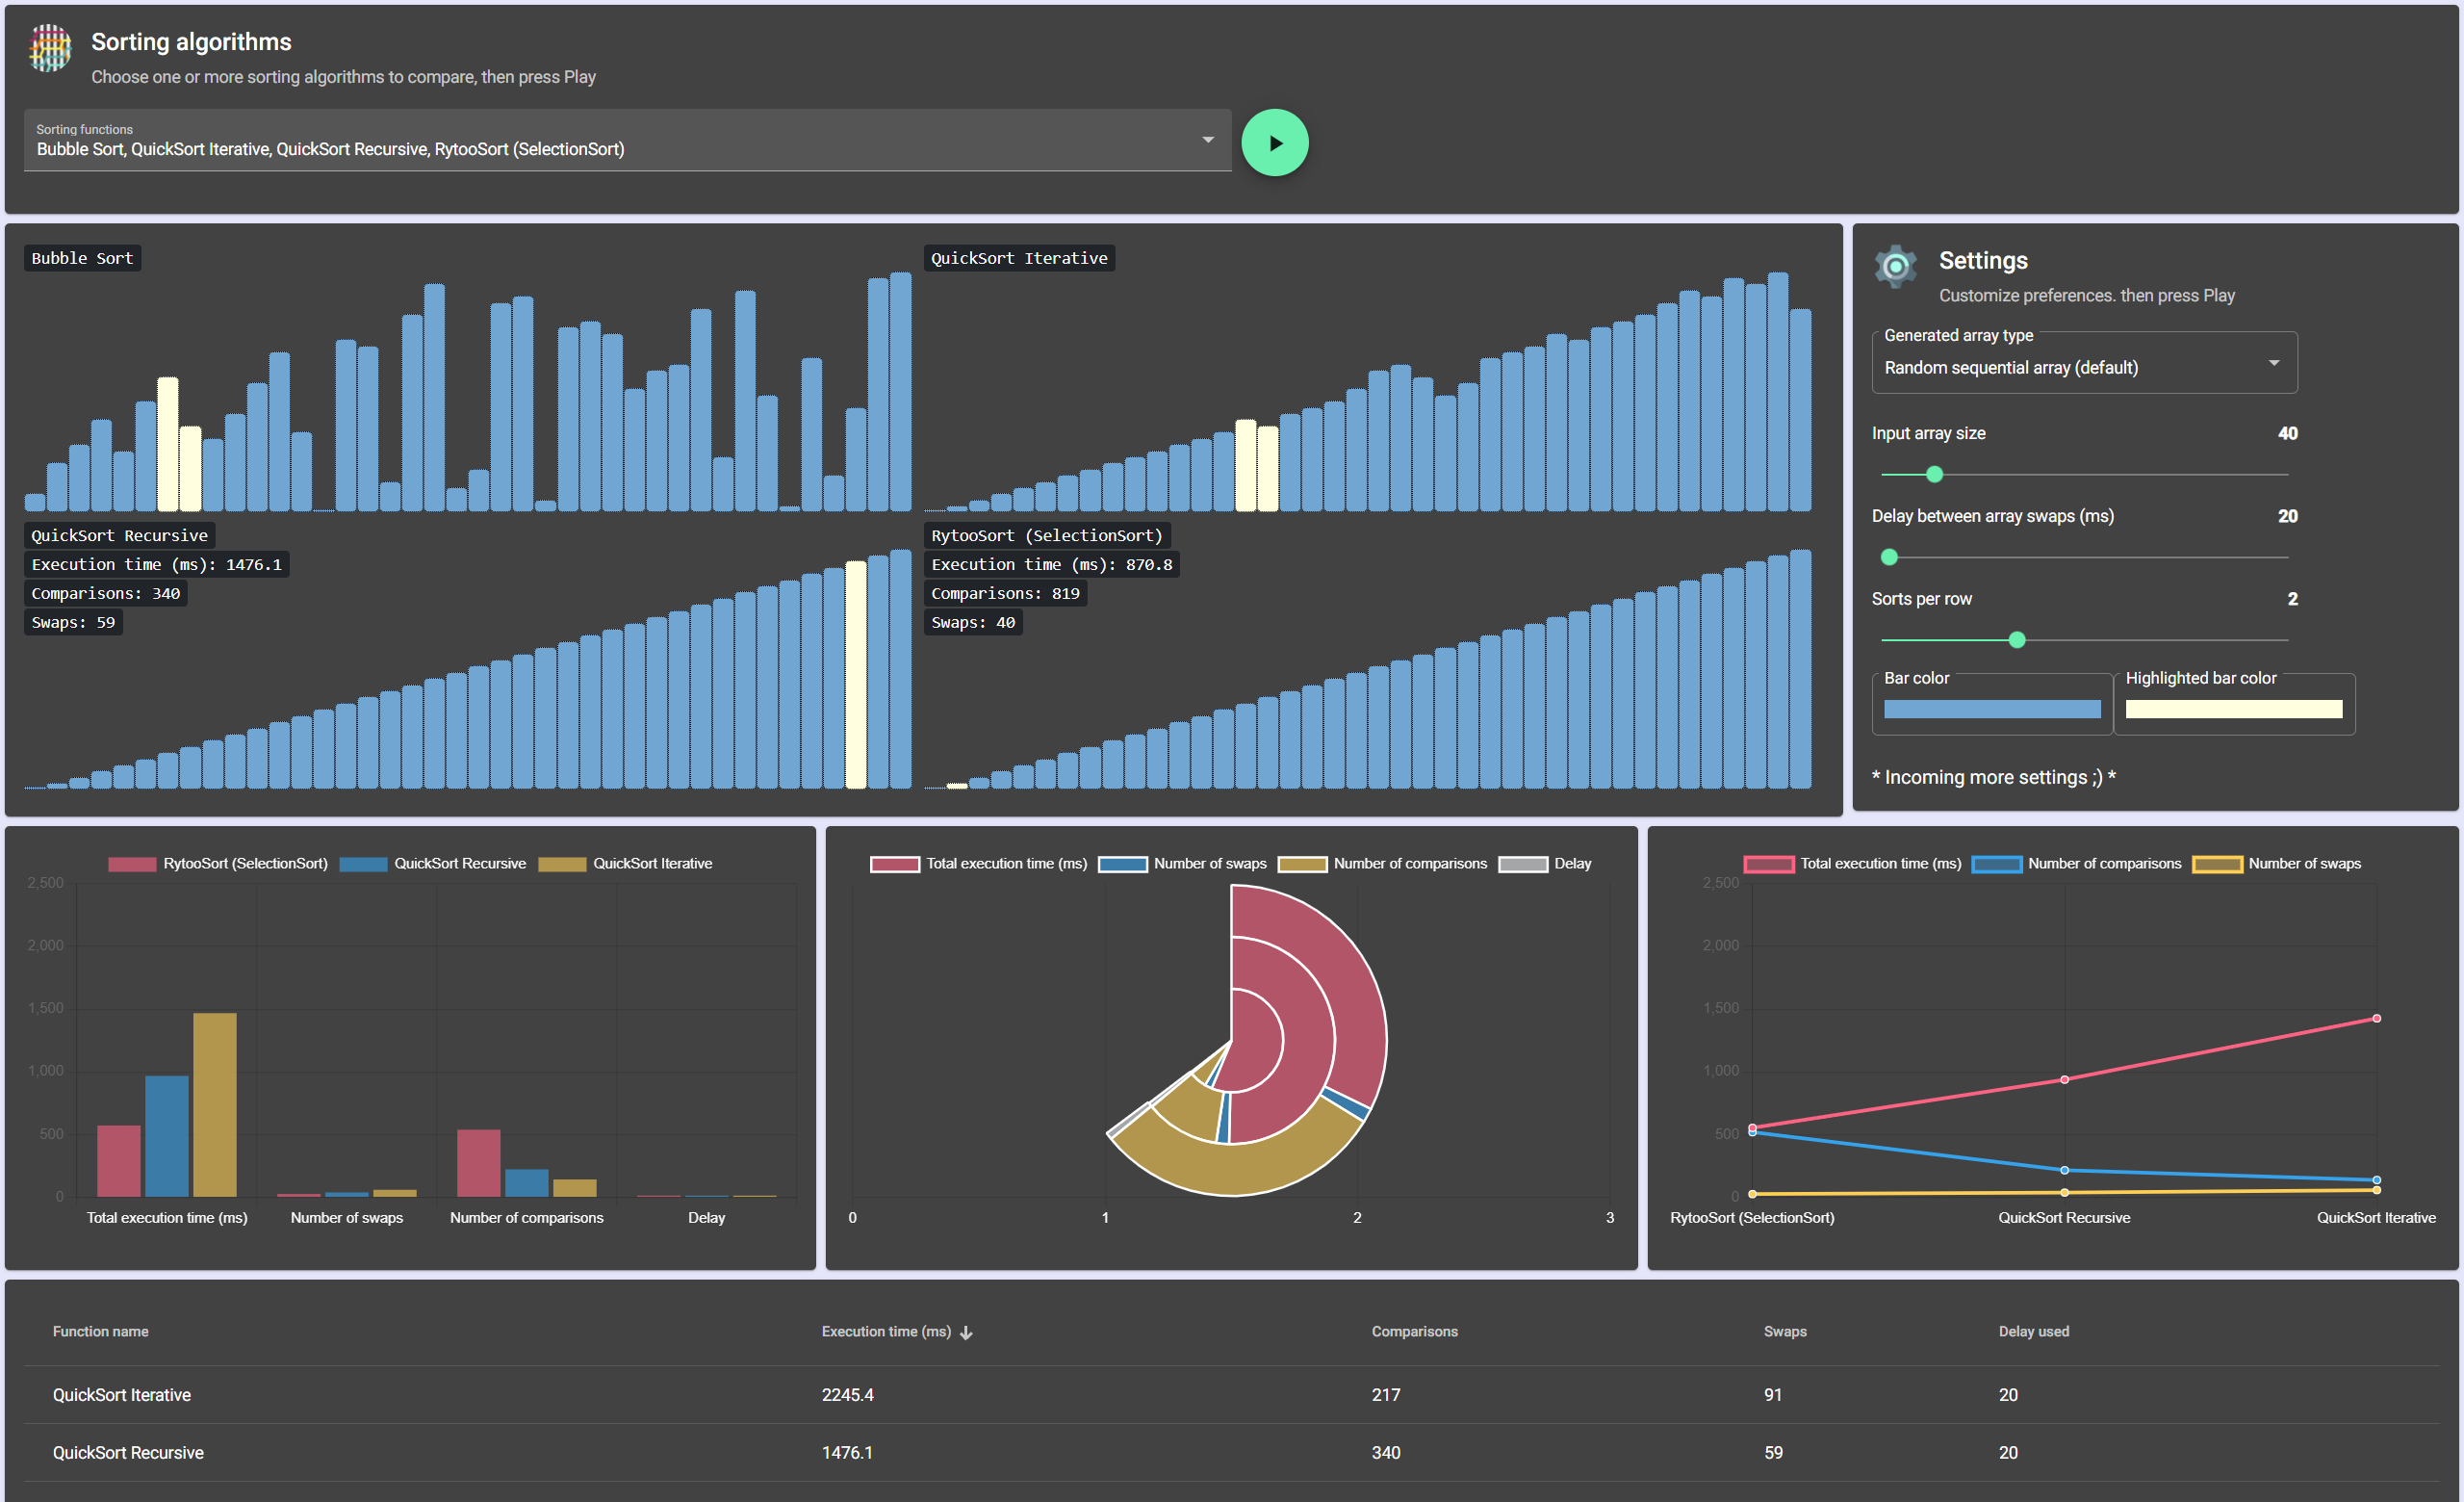 Sorting algorithms
Choose one or more sorting algorithms to compare, then press Play
Sorting functions
Bubble Sort, QuickSort Iterative, QuickSort Recursive, RytooSort (SelectionSort)
Bubble Sort
QuickSort Iterative
QuickSort Recursive
Execution time (ms): 1476.1
Comparisons: 340
Swaps: 59
RytooSort (SelectionSort)
Execution time (ms): 870.8
Comparisons: 819
Swaps: 40
Settings
Customize preferences. then press Play
Generated array type
Random sequential array (default)
Input array size 40
Delay between array swaps (ms) 20
Sorts per row 2
Bar color
Highlighted bar color
* Incoming more settings ;) *
RytooSort (SelectionSort) QuickSort Recursive QuickSort Iterative
2,500
2,000
1,500
1,000
500
0
Total execution time (ms) Number of swaps Number of comparisons Delay
Total execution time (ms) Number of swaps Number of comparisons Delay
0 1 2 3
Total execution time (ms) Number of comparisons Number of swaps
2,500
2,000
1,500
1,000
500
0
RytooSort (SelectionSort) QuickSort Recursive QuickSort Iterative
Function name Execution time (ms) Comparisons Swaps Delay used
QuickSort Iterative 2245.4 217 91 20
QuickSort Recursive 1476.1 340 59 20